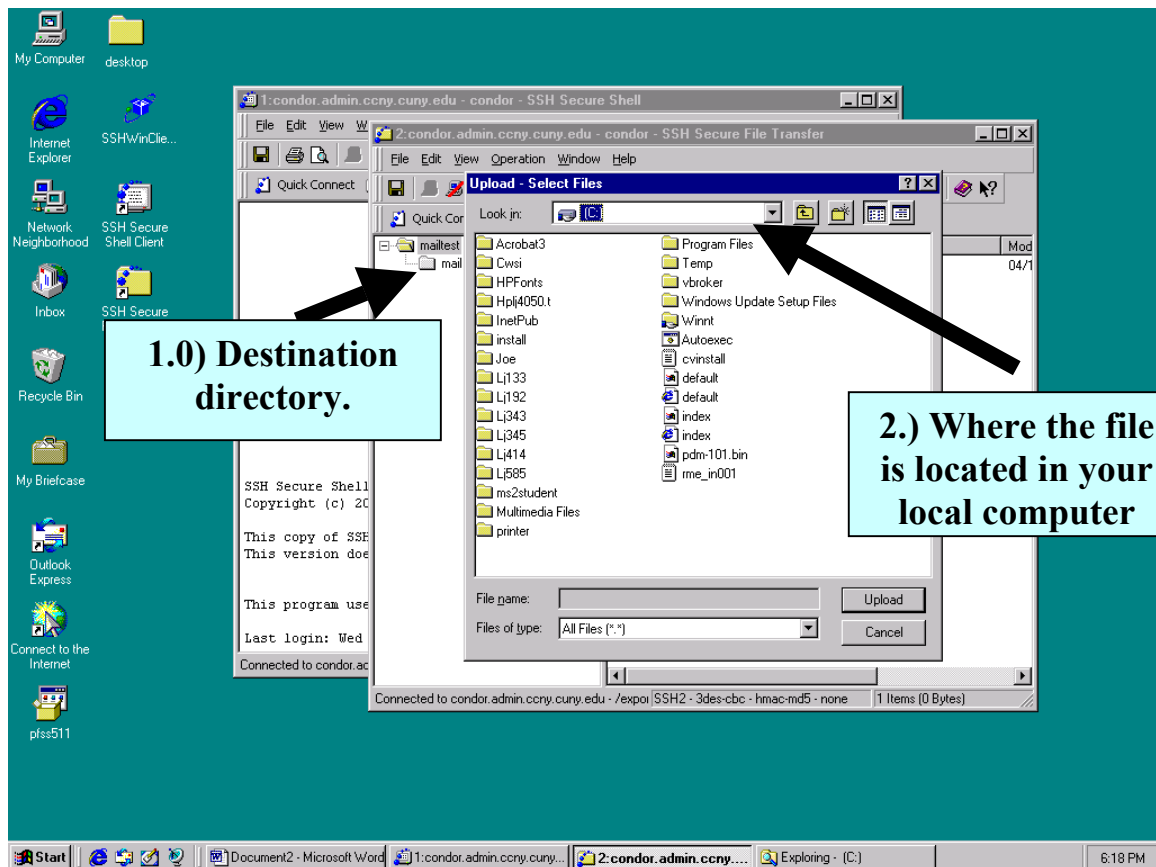 My Computer
desktop
Internet
Explorer
SSHWinClie...
Network
Neighborhood
SSH Secure
Shell Client
Inbox
SSH Secure
Recycle Bin
My Briefcase
Outlook
Express
Connect to the
Internet
pfss511
1:condor.admin.ccny.cuny.edu - condor - SSH Secure Shell
File Edit View W
Quick Connect
SSH Secure Shell
Copyright (c) 20
This copy of SSH
This version doe
This program use
Last login: Wed
Connected to condor.ac
2:condor.admin.ccny.cuny.edu - condor - SSH Secure File Transfer
File Edit View Operation Window Help
Quick Cor
mailtest
mail
Mod
04/1
Upload - Select Files
Look in: (C:)
Acrobat3
Cwsi
HPFonts
Hplj4050.t
InetPub
install
Joe
Lj133
Lj192
Lj343
Lj345
Lj414
Lj585
ms2student
Multimedia Files
printer
Program Files
Temp
vbroker
Windows Update Setup Files
Winnt
Autoexec
cvinstall
default
default
index
index
pdm-101.bin
rme_in001
File name:
Upload
Files of type: All Files (*.*)
Cancel
Connected to condor.admin.ccny.cuny.edu - /expor SSH2 - 3des-cbc - hmac-md5 - none 1 Items (0 Bytes)
1.0) Destination
directory.
2.) Where the file
is located in your
local computer
Start Document2 - Microsoft Word 1:condor.admin.ccny.cuny... 2:condor.admin.ccny.... Exploring - (C:) 6:18 PM